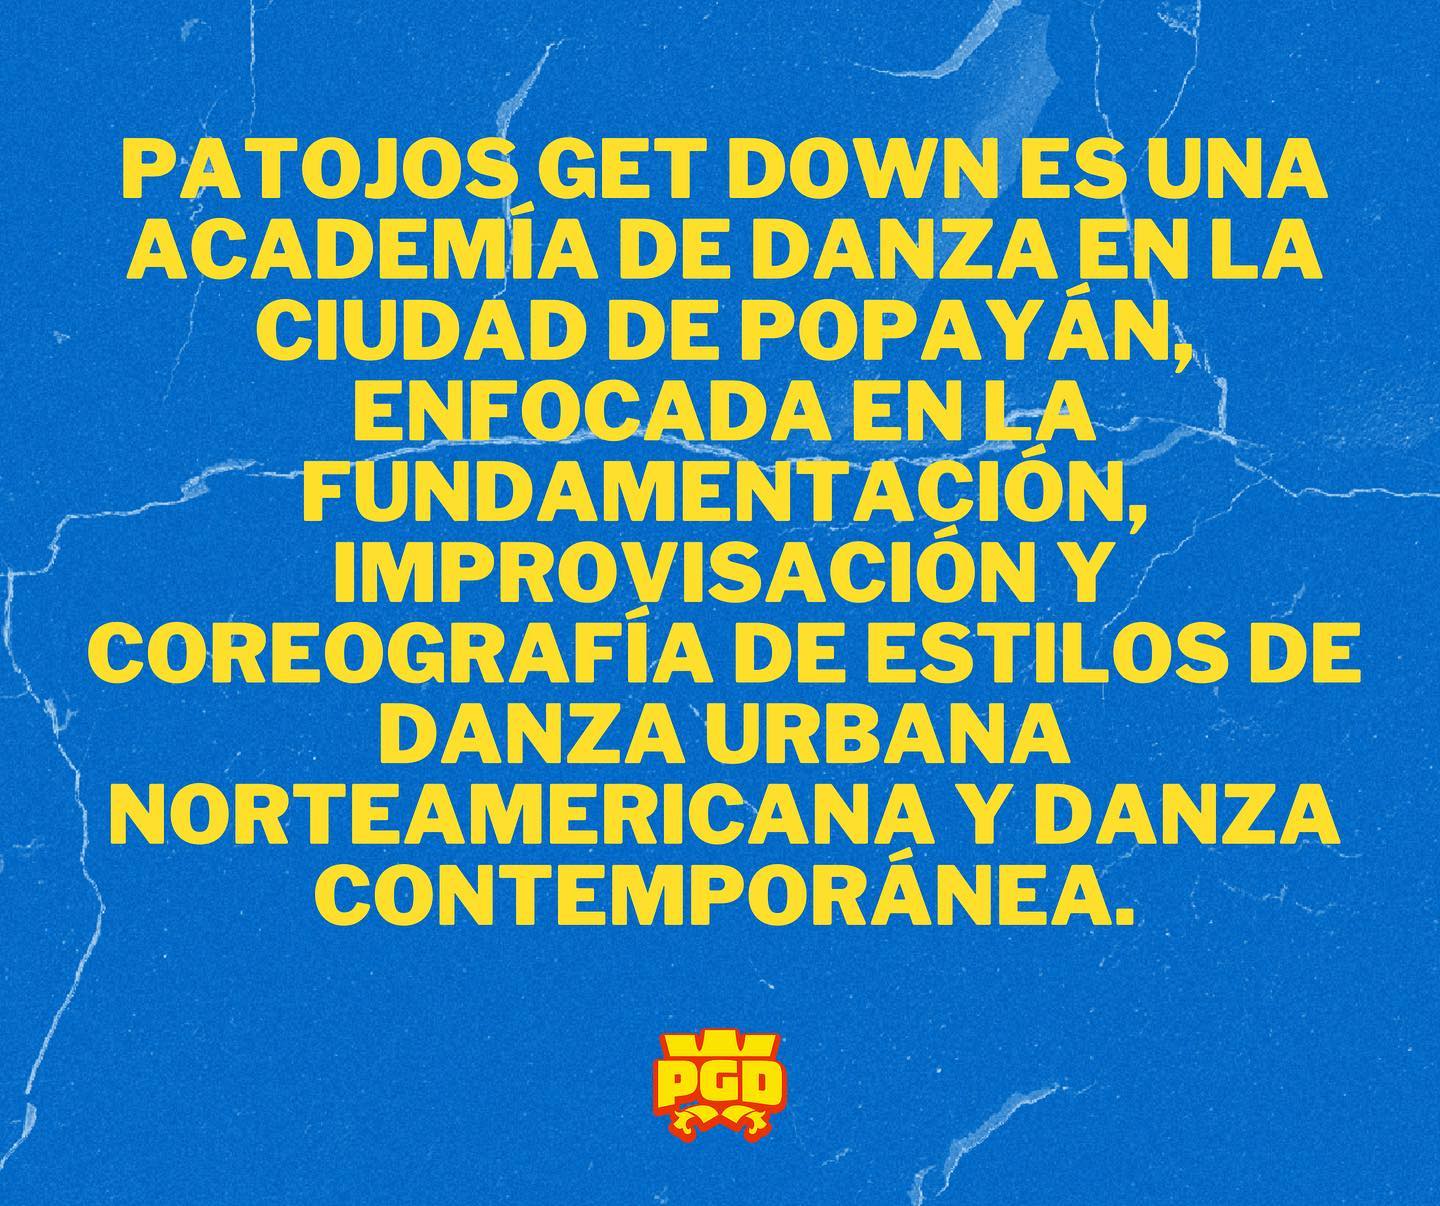 PATOJOS GET DOWN ES UNA
ACADEMÍA DE DANZA EN LA
CIUDAD DE POPAYÁN,
ENFOCADA EN LA
FUNDAMENTACIÓN,
IMPROVISACIÓN Y
COREOGRAFÍA DE ESTILOS DE
DANZA URBANA
NORTEAMERICANA Y DANZA
CONTEMPORÁNEA.
PGD